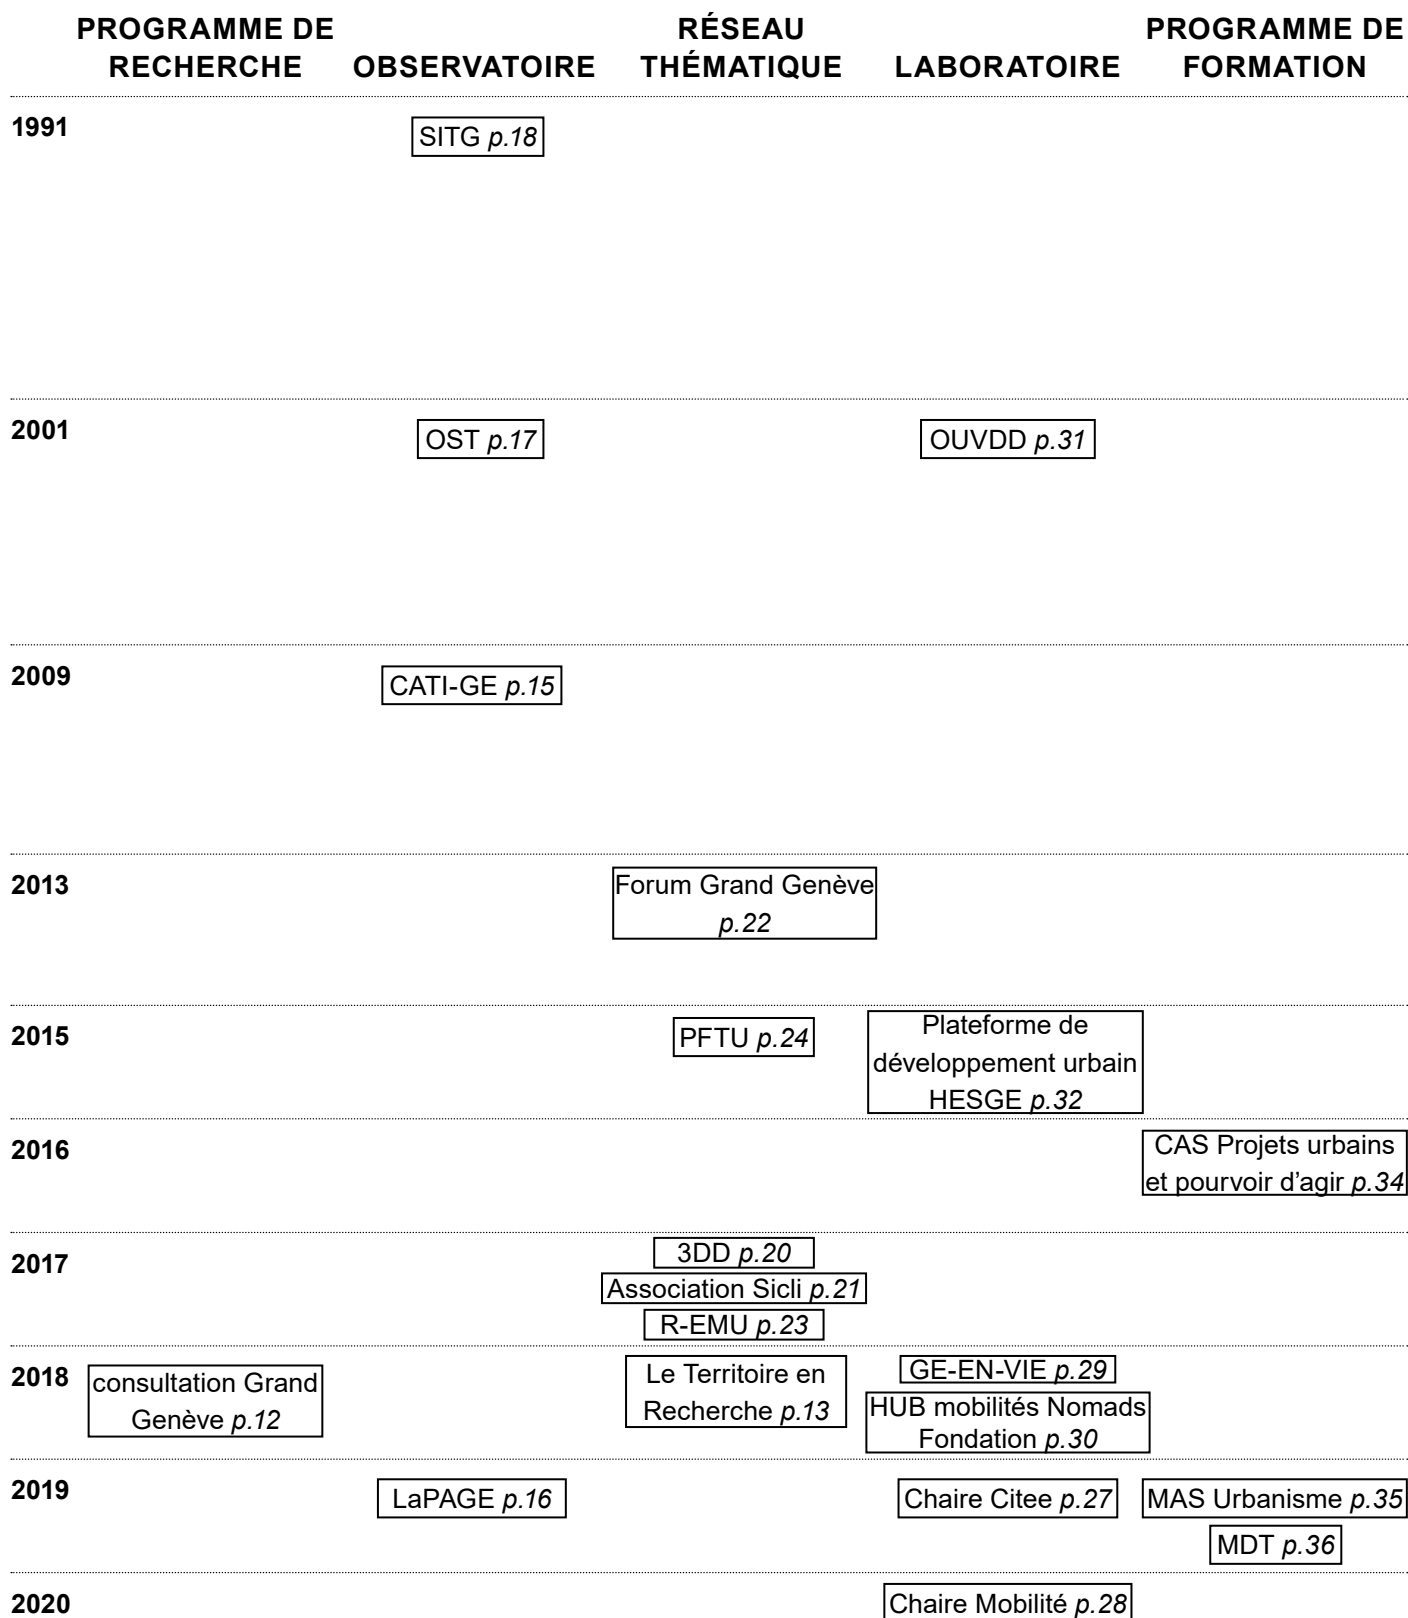 PROGRAMME DE
RECHERCHE
OBSERVATOIRE
RÉSEAU
THÉMATIQUE
LABORATOIRE
PROGRAMME DE
FORMATION
1991
SITG p.18
2001
OST p.17
OUVDD p.31
2009
CATI-GE p.15
2013
Forum Grand Genève
p.22
2015
PFTU p.24
Plateforme de
développement urbain
HESGE p.32
2016
CAS Projets urbains
et pourvoir d’agir p.34
2017
3DD p.20
Association Sicli p.21
R-EMU p.23
2018
consultation Grand
Genève p.12
Le Territoire en
Recherche p.13
GE-EN-VIE p.29
HUB mobilités Nomads
Fondation p.30
2019
LaPAGE p.16
Chaire Citee p.27
MAS Urbanisme p.35
MDT p.36
2020
Chaire Mobilité p.28